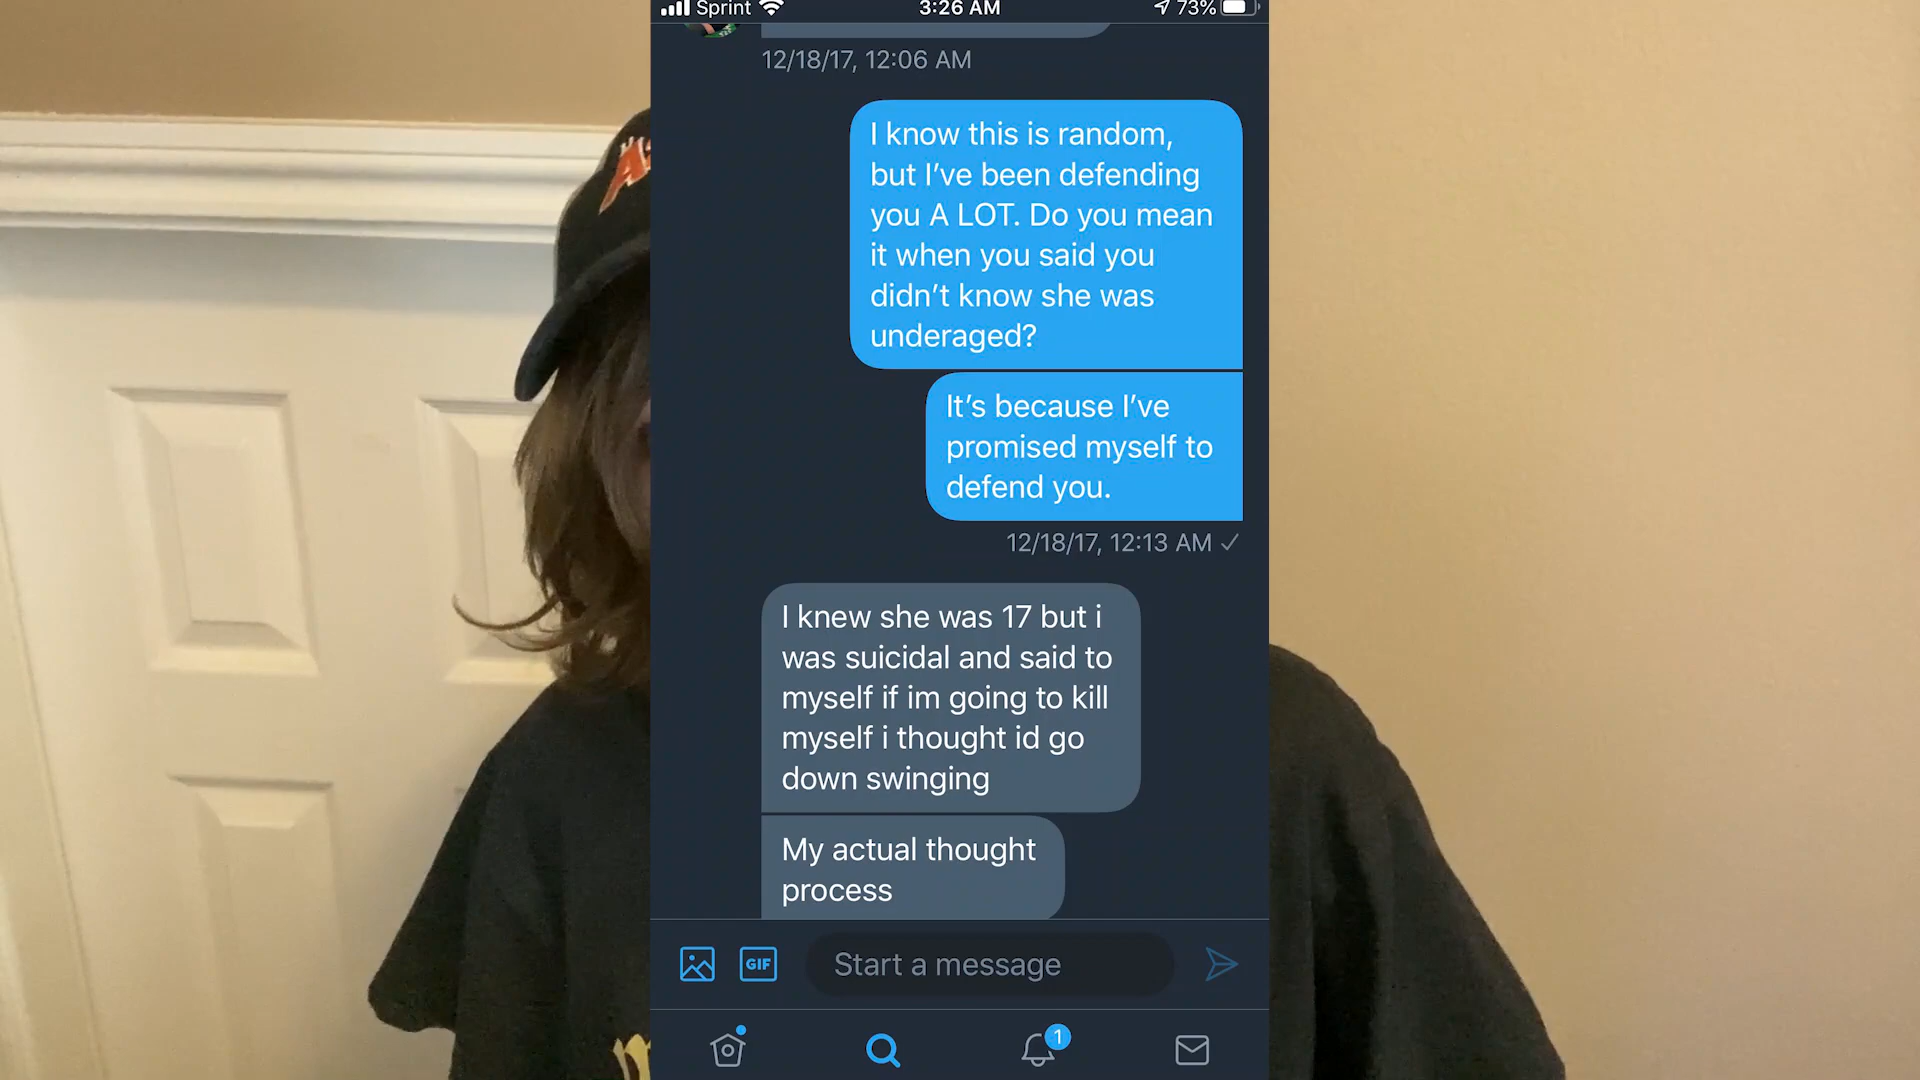 Sprint 3:26 AM 73%
12/18/17, 12:06 AM
I know this is random,
but I’ve been defending
you A LOT. Do you mean
it when you said you
didn’t know she was
underaged?
It’s because I’ve
promised myself to
defend you.
12/18/17, 12:13 AM
I knew she was 17 but i
was suicidal and said to
myself if im going to kill
myself i thought id go
down swinging
My actual thought
process
GIF Start a message
1